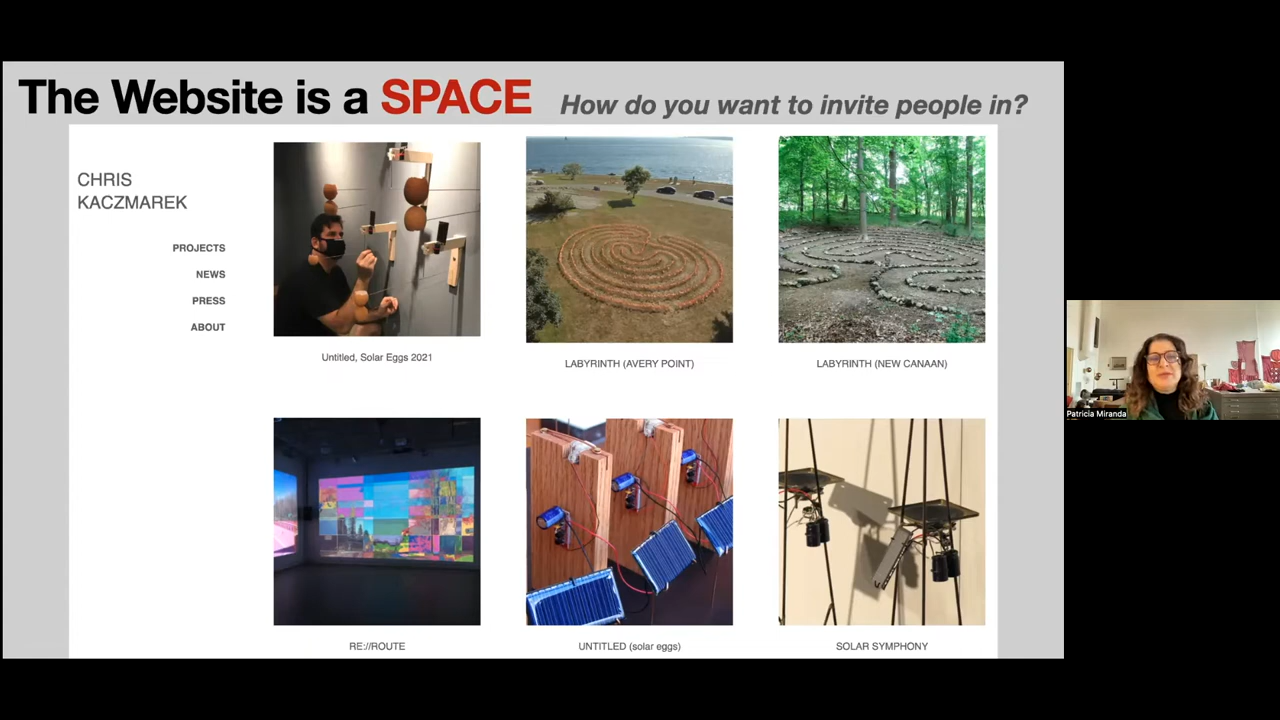 The Website is a SPACE How do you want to invite people in?
CHRIS
KACZMAREK
PROJECTS
NEWS
PRESS
ABOUT
Untitled, Solar Eggs 2021
LABYRINTH (AVERY POINT)
LABYRINTH (NEW CANAAN)
RE://ROUTE
UNTITLED (solar eggs)
SOLAR SYMPHONY
Patricia Miranda